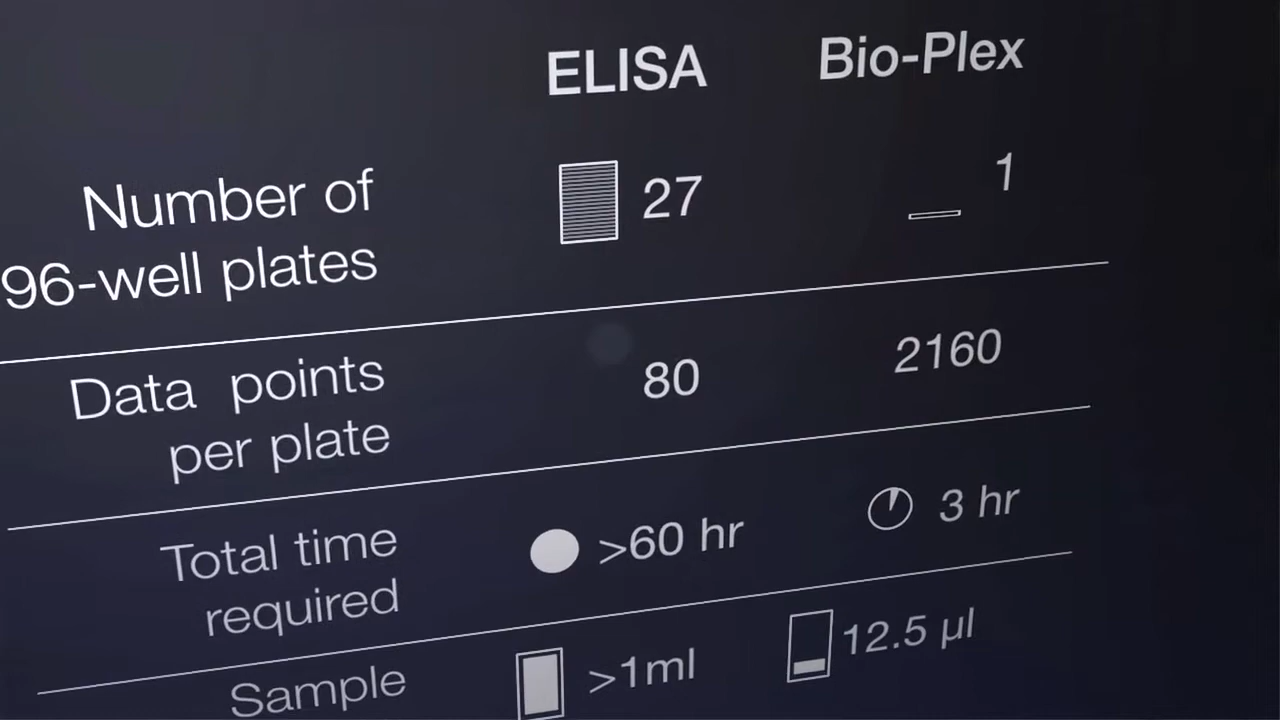 ELISA Bio-Plex
Number of
96-well plates
27 1
Data points
per plate
80 2160
Total time
required
>60 hr 3 hr
Sample
>1ml 12.5 µl